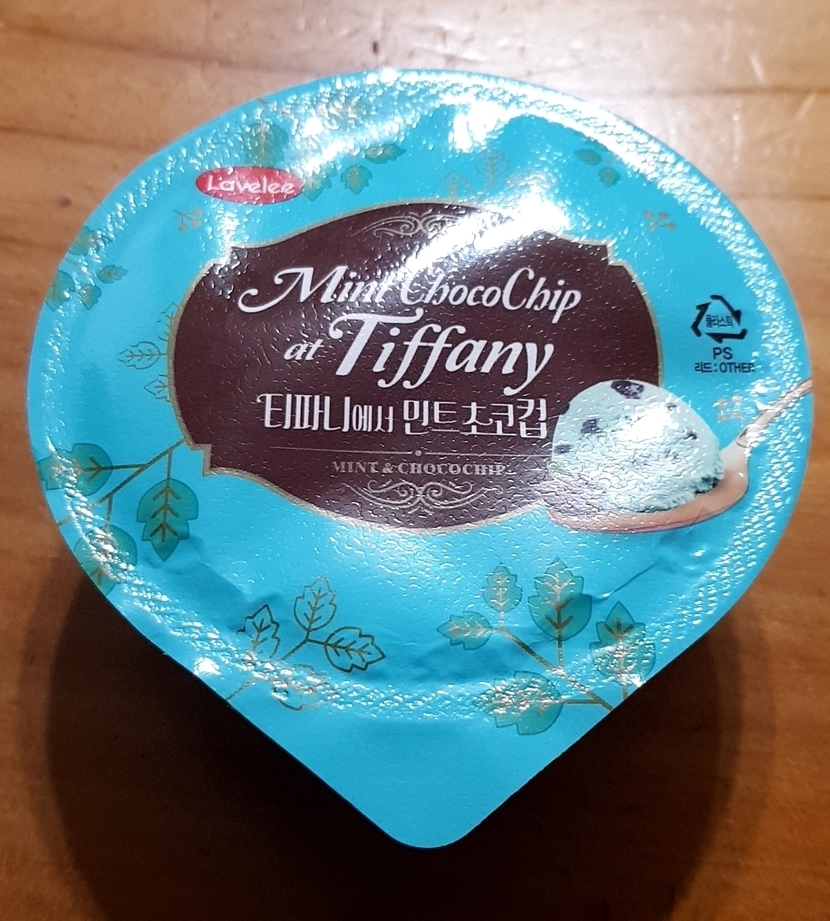 Lavelee
Mint ChocoChip
at Tiffany
티파니에서 민트초코컵
MINT & CHOCOCHIP
플라스틱
PS
리드 : OTHER